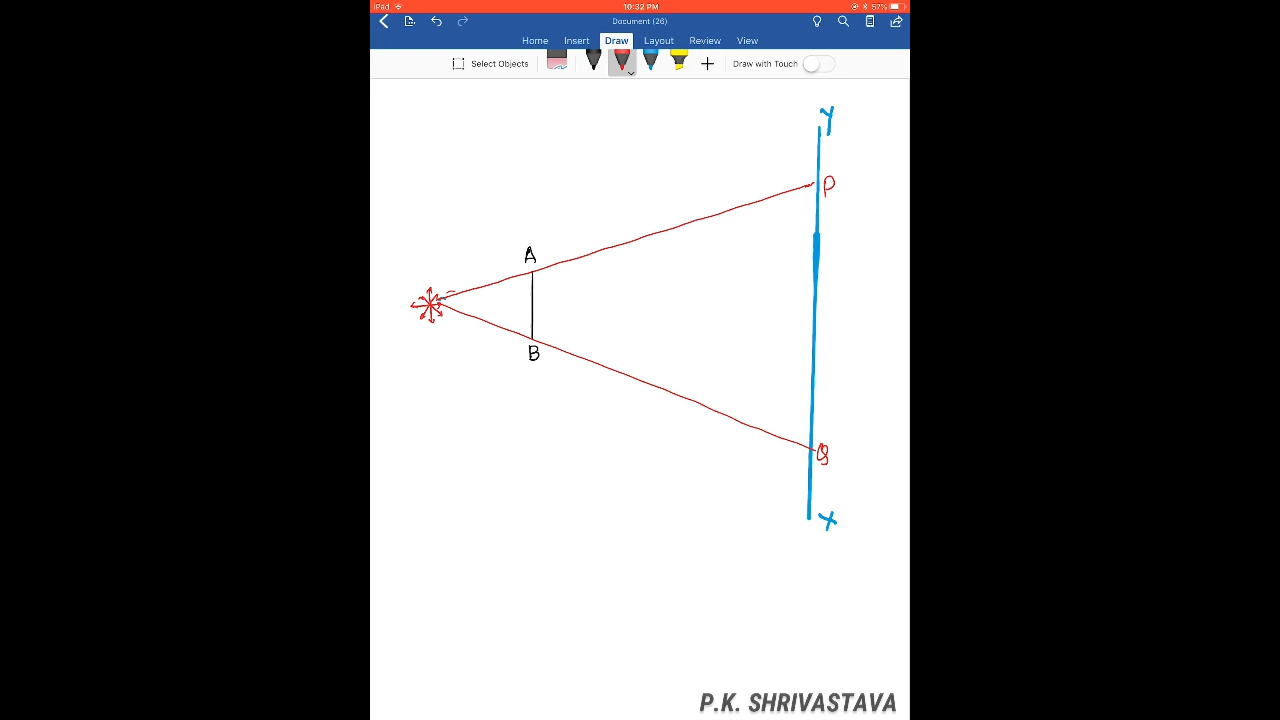 iPad 10:32 PM 57%
Document (26)
Home Insert Draw Layout Review View
Select Objects Draw with Touch
Y
P
A
B
Q
X
P.K. SHRIVASTAVA